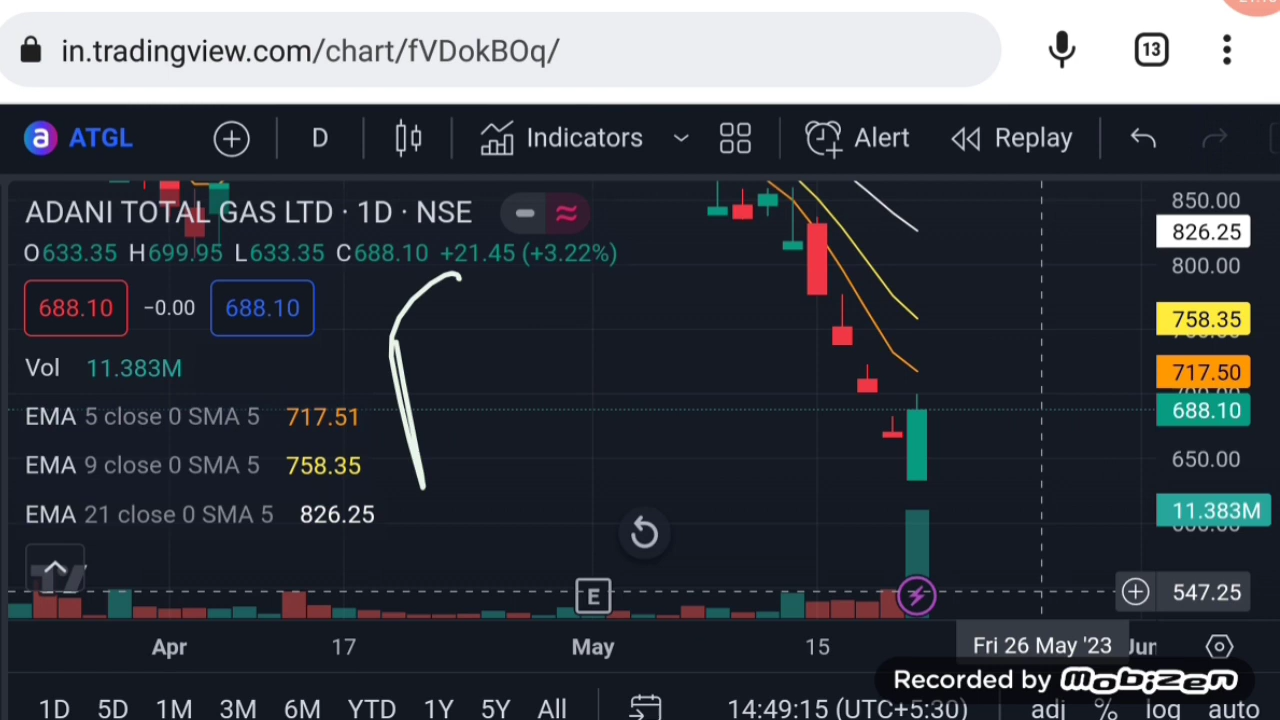 in.tradingview.com/chart/fVDokBOq/
13
a ATGL
D
Indicators
Alert
Replay
ADANI TOTAL GAS LTD · 1D · NSE
O633.35 H699.95 L633.35 C688.10 +21.45 (+3.22%)
688.10 −0.00 688.10
Vol 11.383M
EMA 5 close 0 SMA 5 717.51
EMA 9 close 0 SMA 5 758.35
EMA 21 close 0 SMA 5 826.25
850.00
826.25
800.00
758.35
717.50
688.10
650.00
11.383M
547.25
E
Apr 17 May 15 Fri 26 May '23 Jun
Recorded by mobizen
1D 5D 1M 3M 6M YTD 1Y 5Y All 14:49:15 (UTC+5:30) adj % log auto